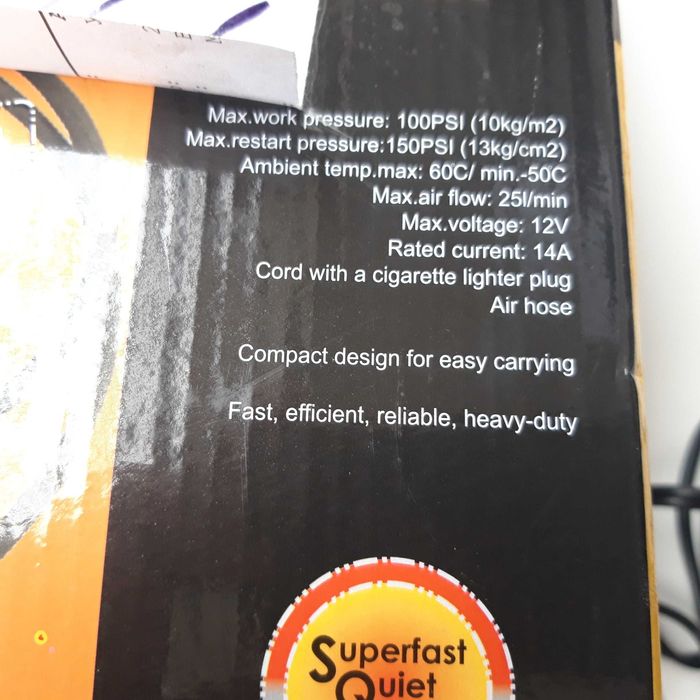 Max.work pressure: 100PSI (10kg/m2)
Max.restart pressure:150PSI (13kg/cm2)
Ambient temp.max: 60℃/ min.-50℃
Max.air flow: 25l/min
Max.voltage: 12V
Rated current: 14A
Cord with a cigarette lighter plug
Air hose
Compact design for easy carrying
Fast, efficient, reliable, heavy-duty
Superfast
Quiet